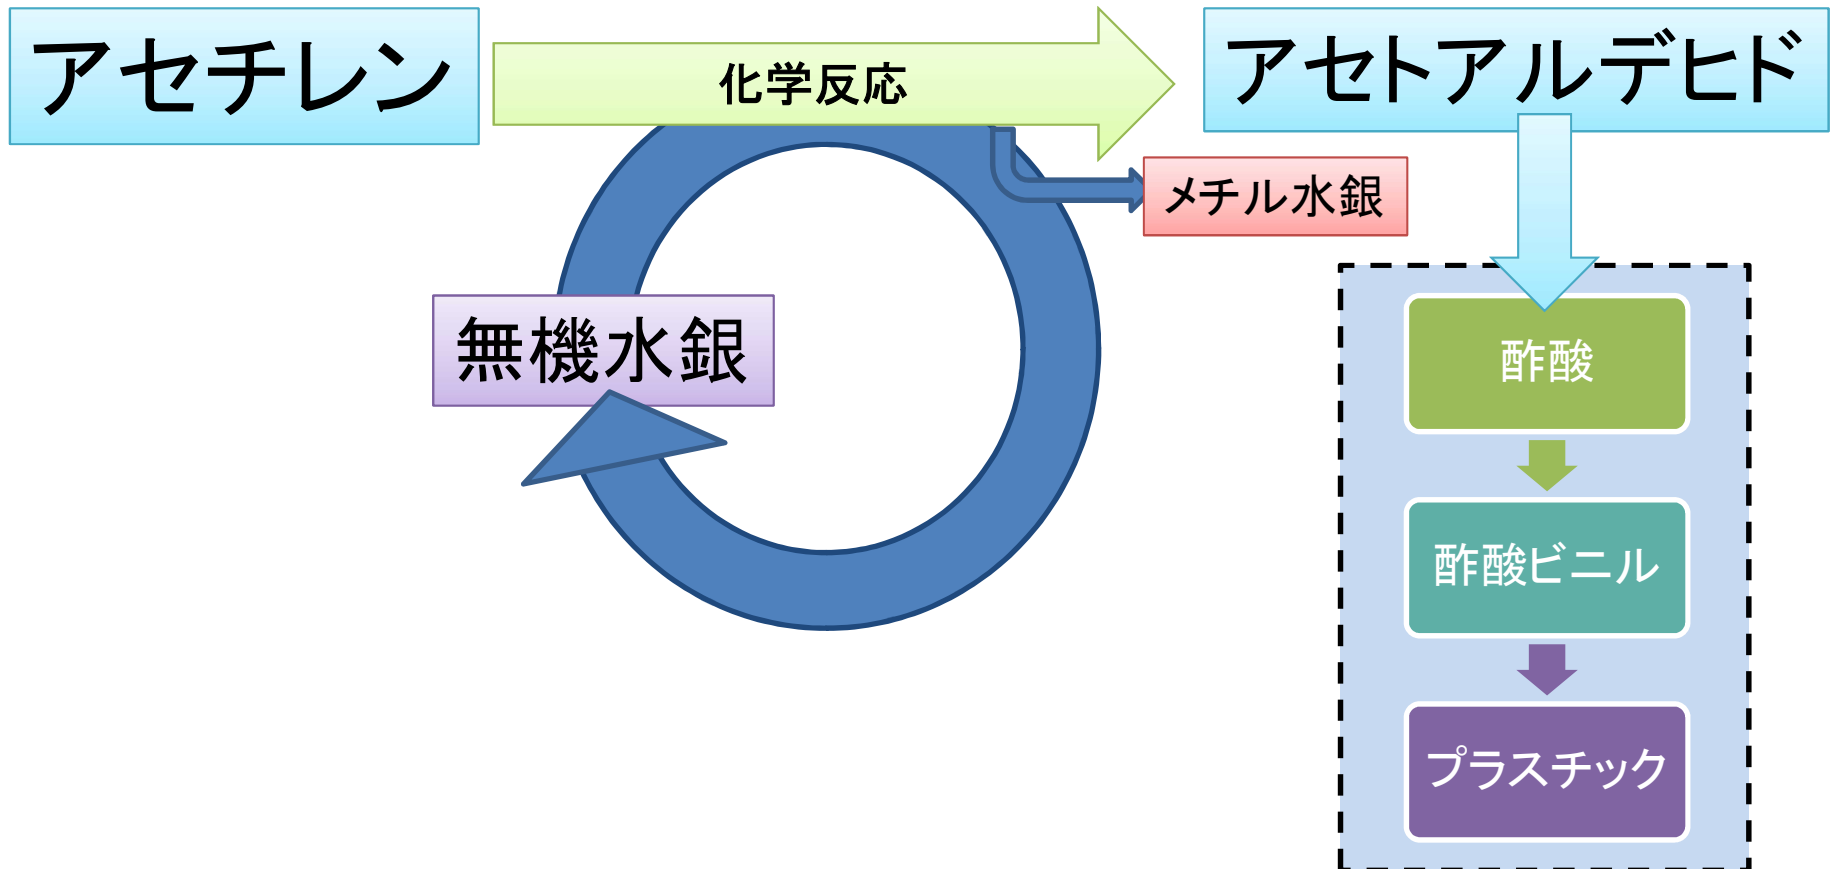 アセチレン
化学反応
アセトアルデヒド
メチル水銀
無機水銀
酢酸
酢酸ビニル
プラスチック